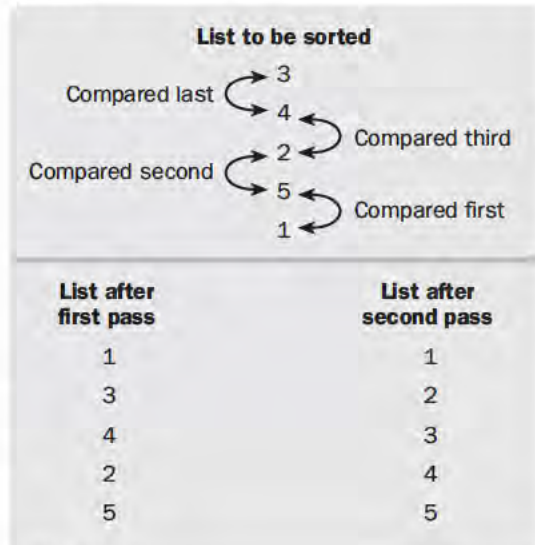 List to be sorted
3
Compared last
4
Compared third
2
Compared second
5
Compared first
1
List after
first pass
1
3
4
2
5
List after
second pass
1
2
3
4
5